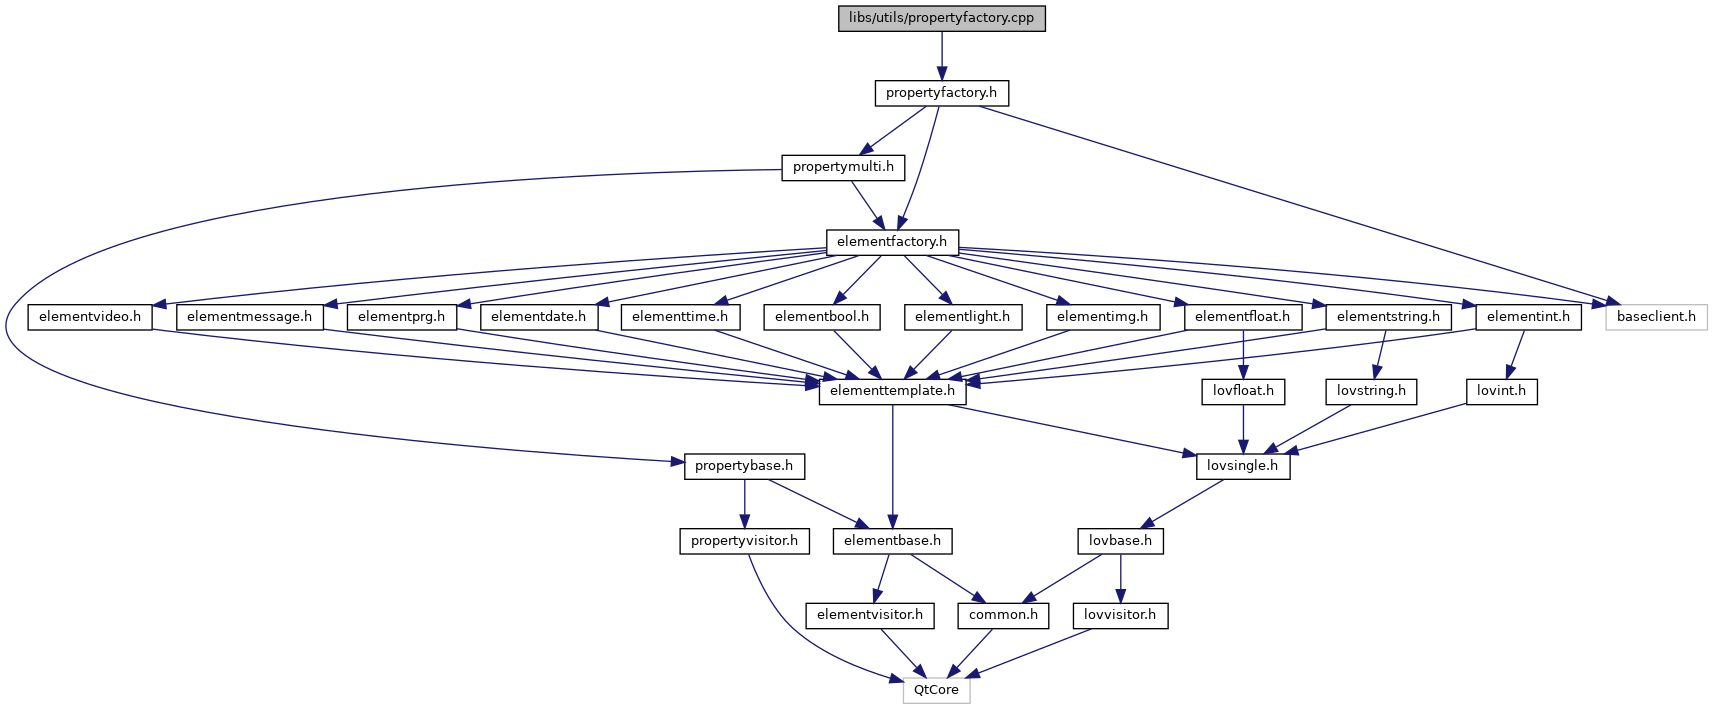 libs/utils/propertyfactory.cpp
propertyfactory.h
propertymulti.h
elementfactory.h
elementvideo.h
elementmessage.h
elementprg.h
elementdate.h
elementtime.h
elementbool.h
elementlight.h
elementimg.h
elementfloat.h
elementstring.h
elementint.h
baseclient.h
elementtemplate.h
lovfloat.h
lovstring.h
lovint.h
propertybase.h
lovsingle.h
propertyvisitor.h
elementbase.h
lovbase.h
elementvisitor.h
common.h
lovvisitor.h
QtCore